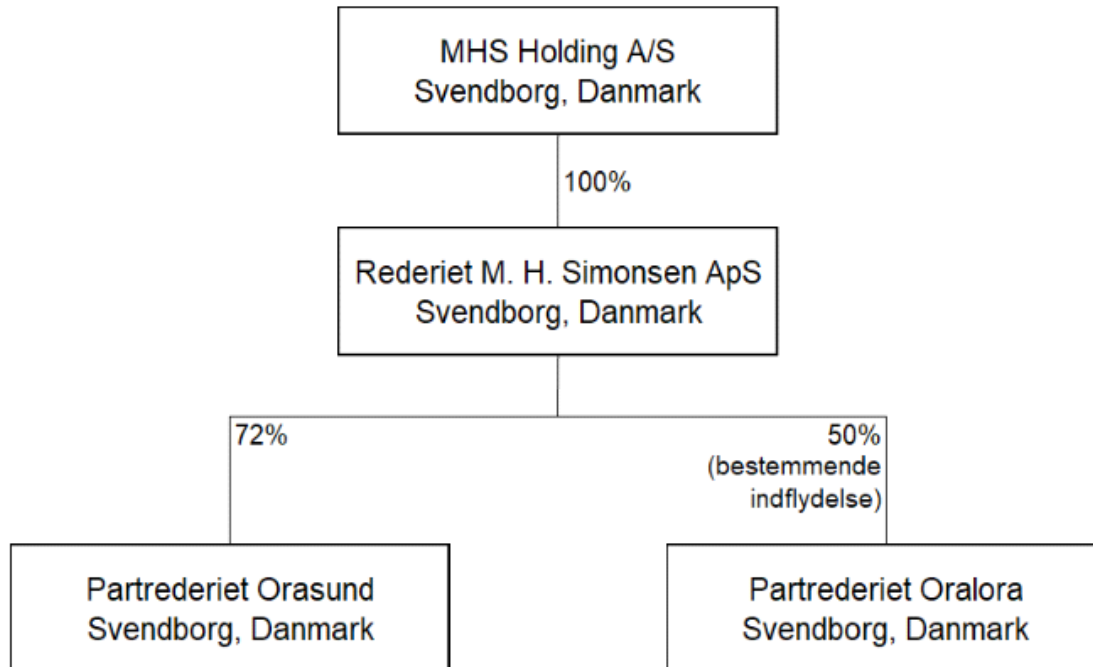 MHS Holding A/S
Svendborg, Danmark
100%
Rederiet M. H. Simonsen ApS
Svendborg, Danmark
72%
50%
(bestemmende
indflydelse)
Partrederiet Orasund
Svendborg, Danmark
Partrederiet Oralora
Svendborg, Danmark